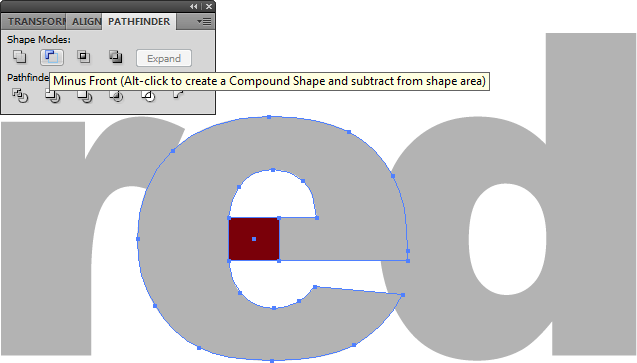 TRANSFORM ALIGN PATHFINDER
Shape Modes:
Expand
Pathfinde
Minus Front (Alt-click to create a Compound Shape and subtract from shape area)
red